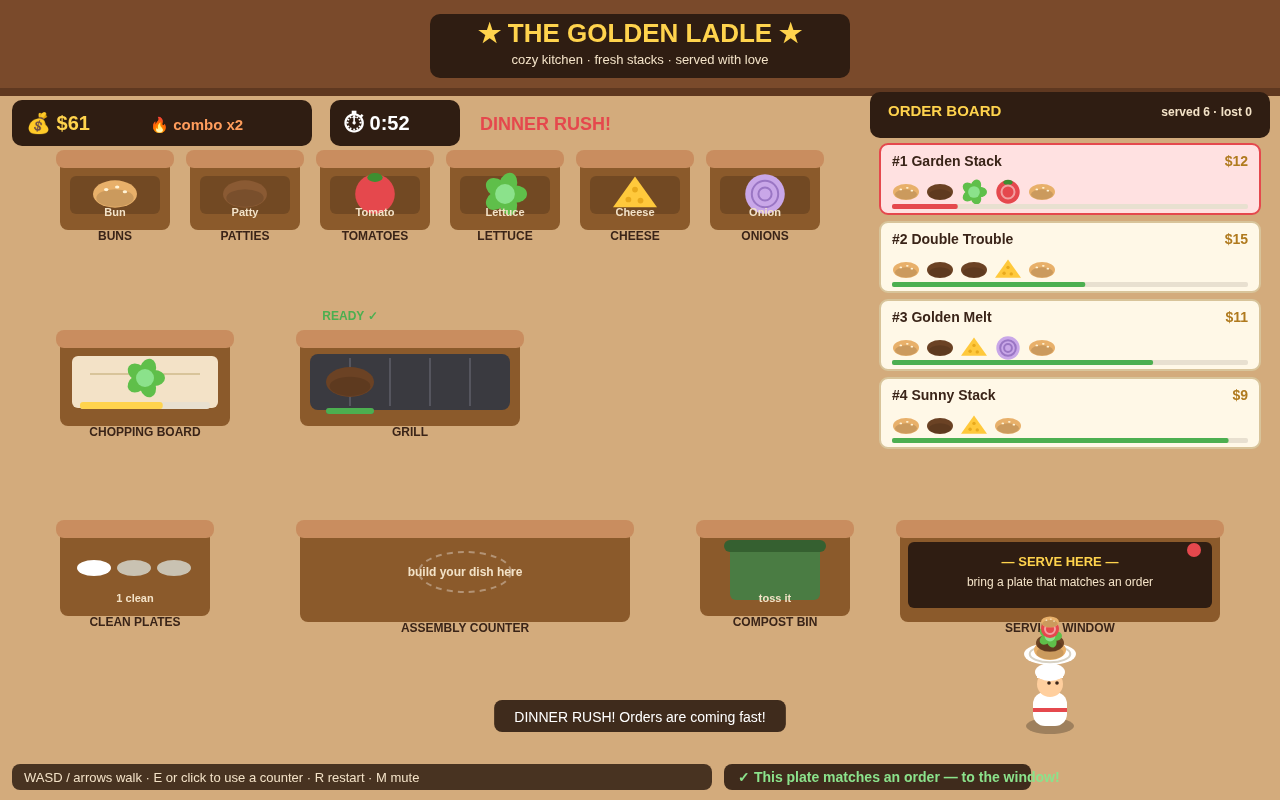 ★ THE GOLDEN LADLE ★
cozy kitchen · fresh stacks · served with love
$61
combo x2
0:52
DINNER RUSH!
ORDER BOARD
served 6 · lost 0
Bun
Patty
Tomato
Lettuce
Cheese
Onion
BUNS
PATTIES
TOMATOES
LETTUCE
CHEESE
ONIONS
#1 Garden Stack
$12
#2 Double Trouble
$15
#3 Golden Melt
$11
#4 Sunny Stack
$9
READY ✓
CHOPPING BOARD
GRILL
1 clean
CLEAN PLATES
build your dish here
ASSEMBLY COUNTER
toss it
COMPOST BIN
— SERVE HERE —
bring a plate that matches an order
WINDOW
DINNER RUSH! Orders are coming fast!
WASD / arrows walk · E or click to use a counter · R restart · M mute
✓ This plate matches an order — to the window!